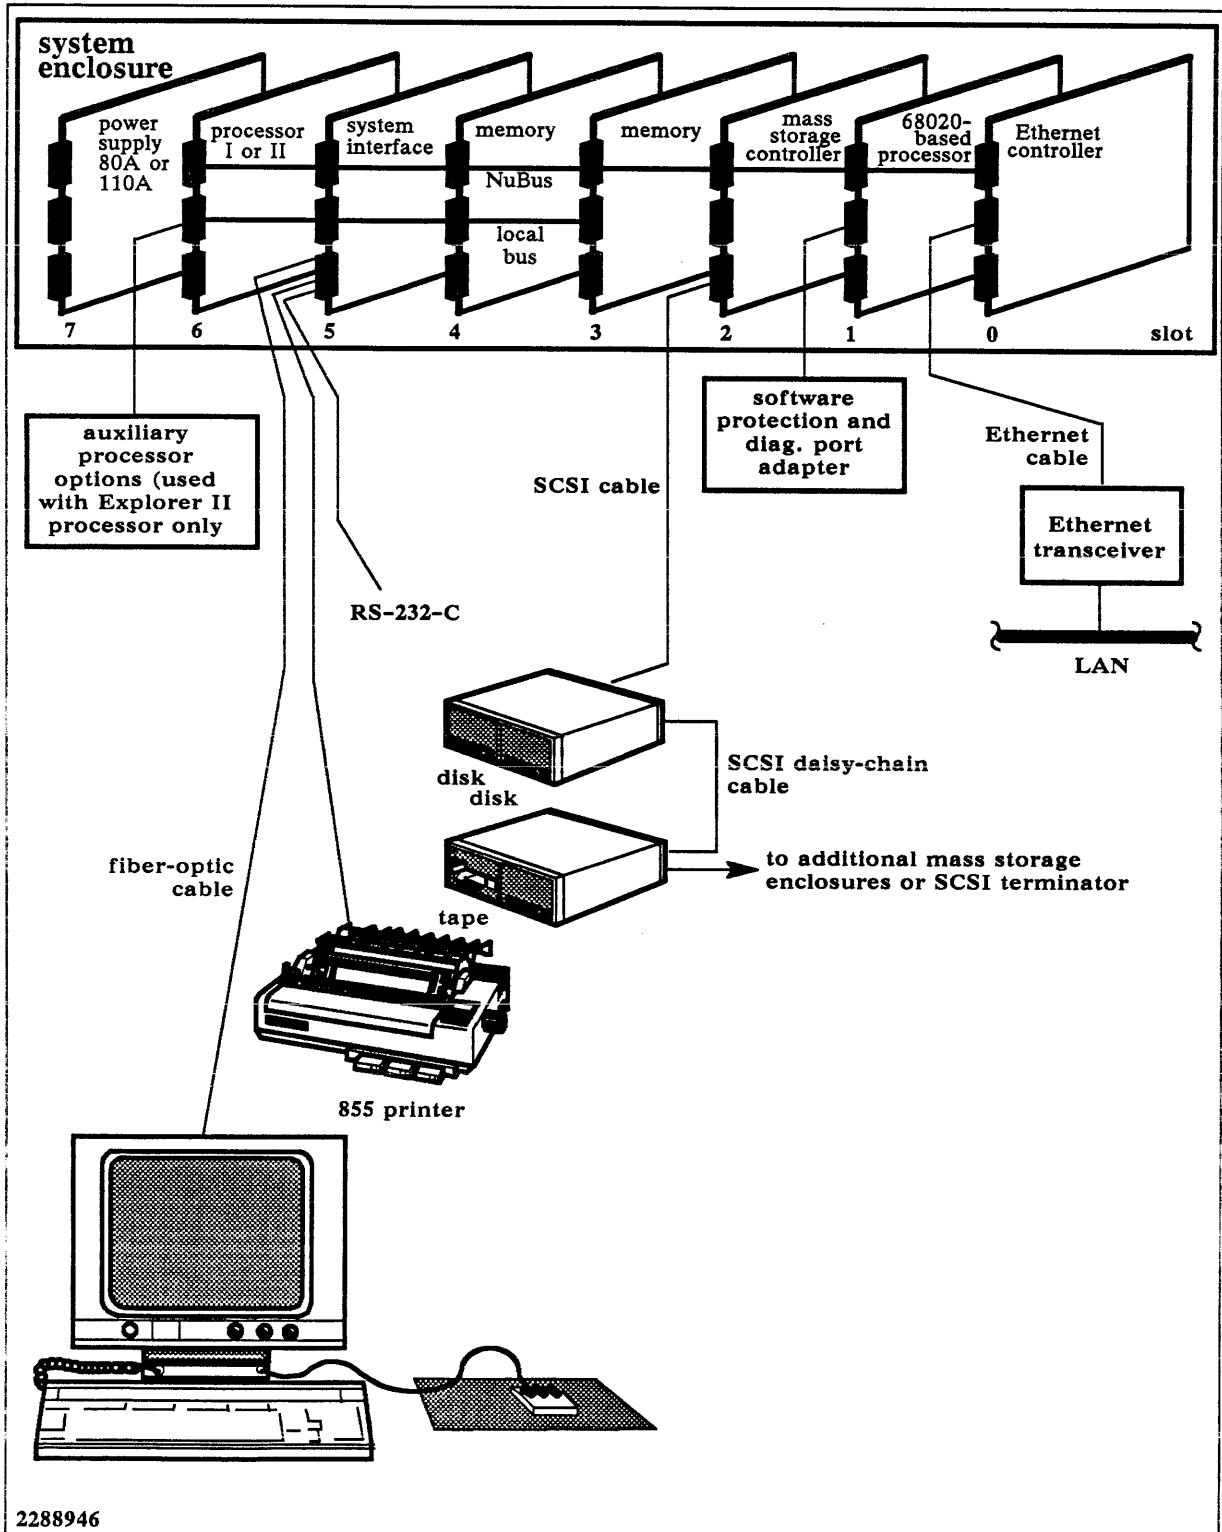 system
enclosure
power
supply
80A or
110A
processor
I or II
system
interface
memory
memory
mass
storage
controller
68020-
based
processor
Ethernet
controller
NuBus
local
bus
7
6
5
4
3
2
1
0
slot
auxiliary
processor
options (used
with Explorer II
processor only
software
protection and
diag. port
adapter
Ethernet
cable
SCSI cable
Ethernet
transceiver
RS-232-C
LAN
disk
disk
SCSI daisy-chain
cable
fiber-optic
cable
to additional mass storage
enclosures or SCSI terminator
tape
855 printer
2288946